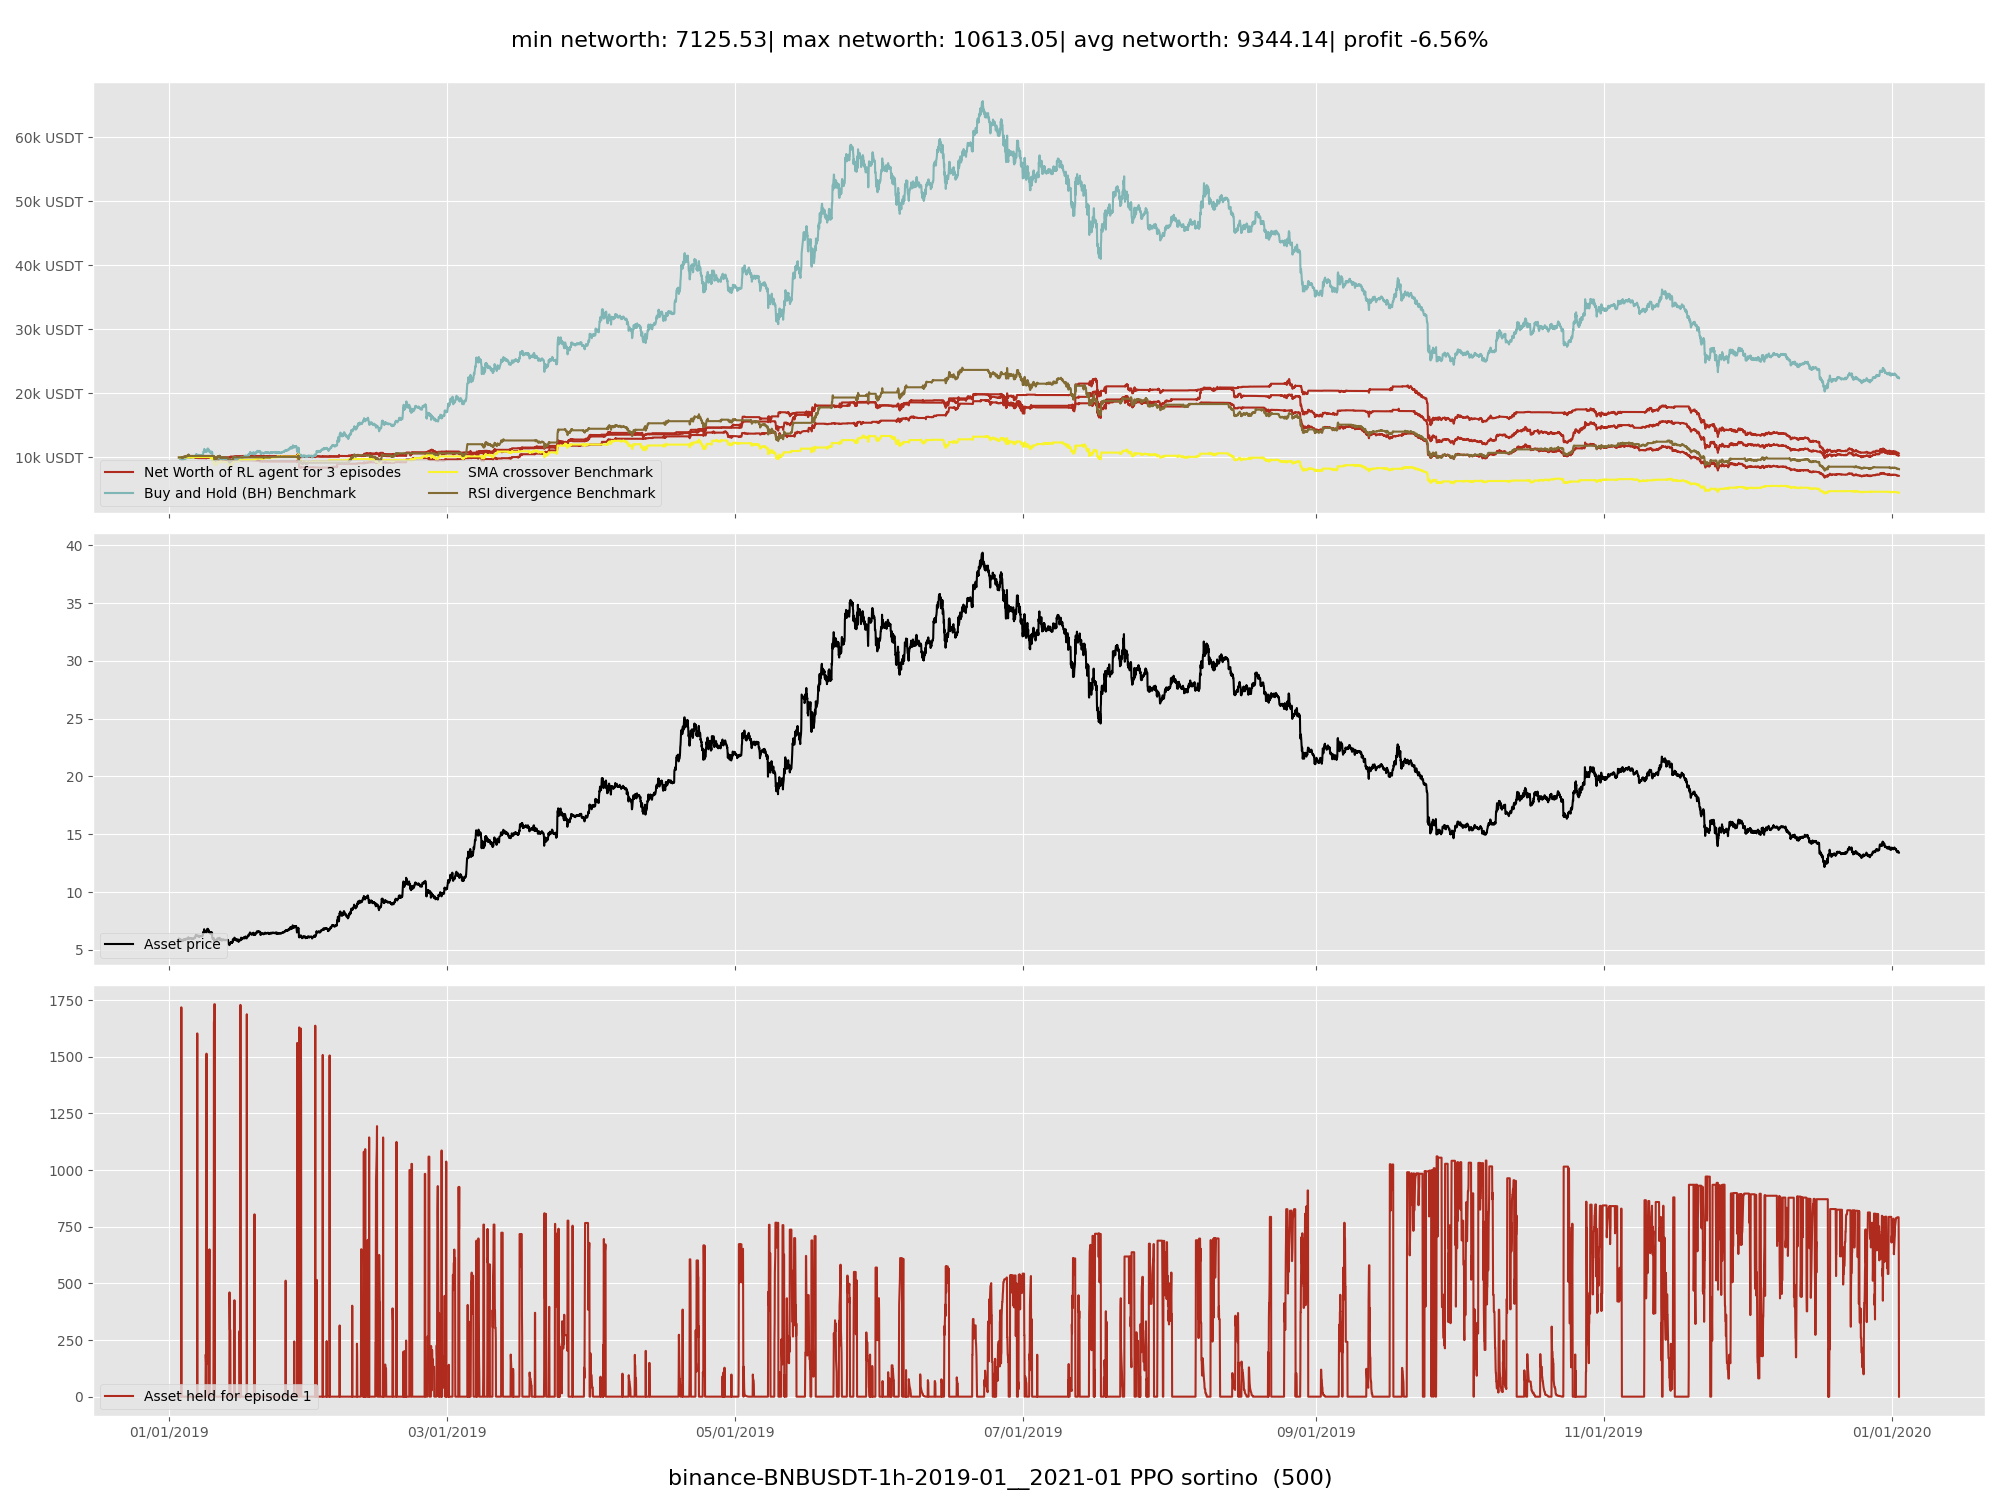 min networth: 7125.53| max networth: 10613.05| avg networth: 9344.14| profit -6.56%
60k USDT
50k USDT
40k USDT
30k USDT
20k USDT
10k USDT
Net Worth of RL agent for 3 episodes
Buy and Hold (BH) Benchmark
SMA crossover Benchmark
RSI divergence Benchmark
40
35
30
25
20
15
10
5
Asset price
1750
1500
1250
1000
750
500
250
0
Asset held for episode 1
01/01/2019 03/01/2019 05/01/2019 07/01/2019 09/01/2019 11/01/2019 01/01/2020
binance-BNBUSDT-1h-2019-01__2021-01 PPO sortino  (500)